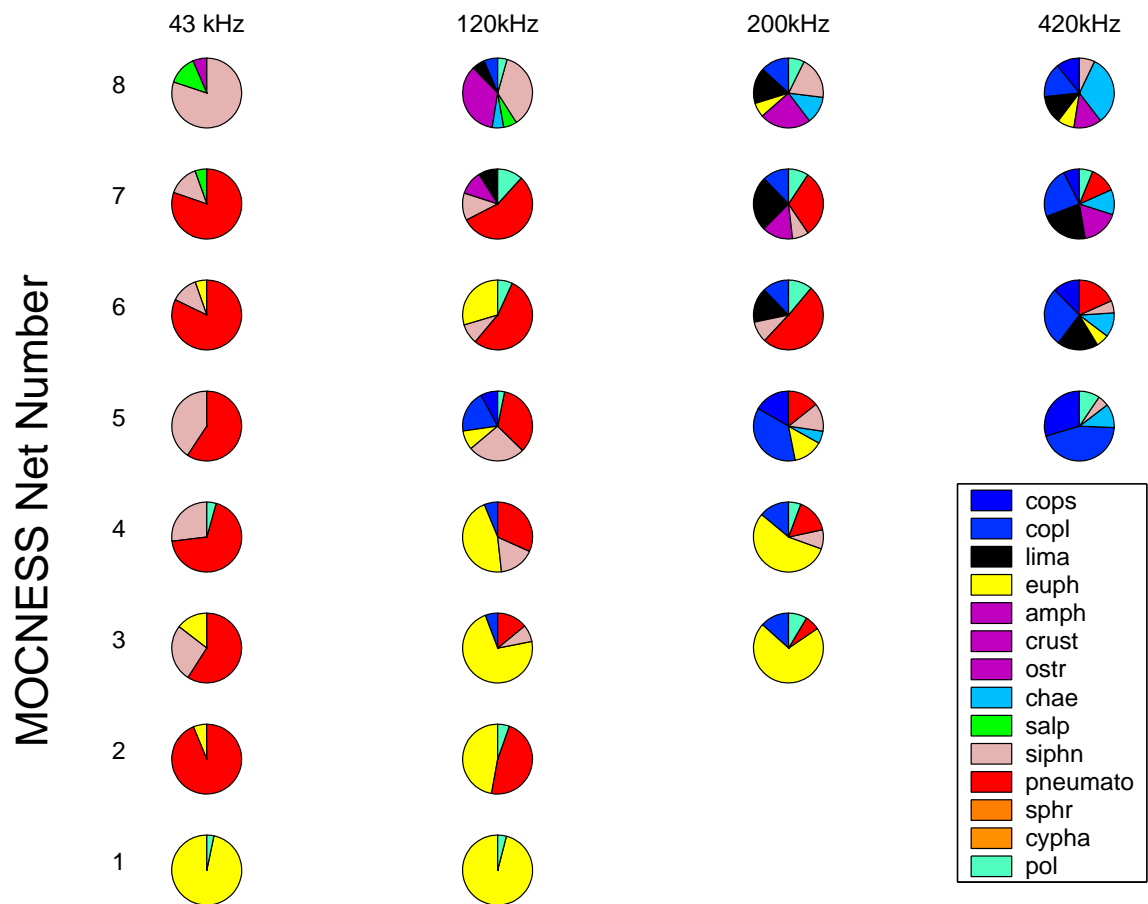 43 kHz 120kHz 200kHz 420kHz
8
7
6
5
4
3
2
1
MOCNESS Net Number
cops
copl
lima
euph
amph
crust
ostr
chae
salp
siphn
pneumato
sphr
cypha
pol